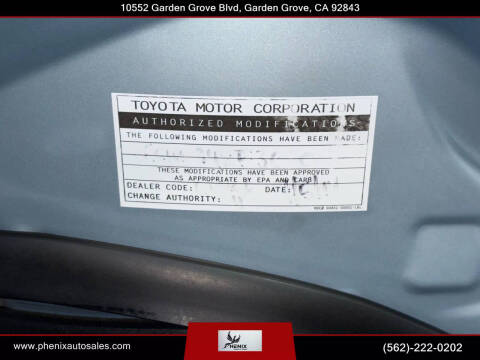 10552 Garden Grove Blvd, Garden Grove, CA 92843
TOYOTA MOTOR CORPORATION
AUTHORIZED MODIFICATIONS
THE FOLLOWING MODIFICATIONS HAVE BEEN MADE:
THESE MODIFICATIONS HAVE BEEN APPROVED
AS APPROPRIATE BY EPA AND CARB
DEALER CODE: DATE:
CHANGE AUTHORITY:
www.phenixautosales.com
PHENIX
(562)-222-0202